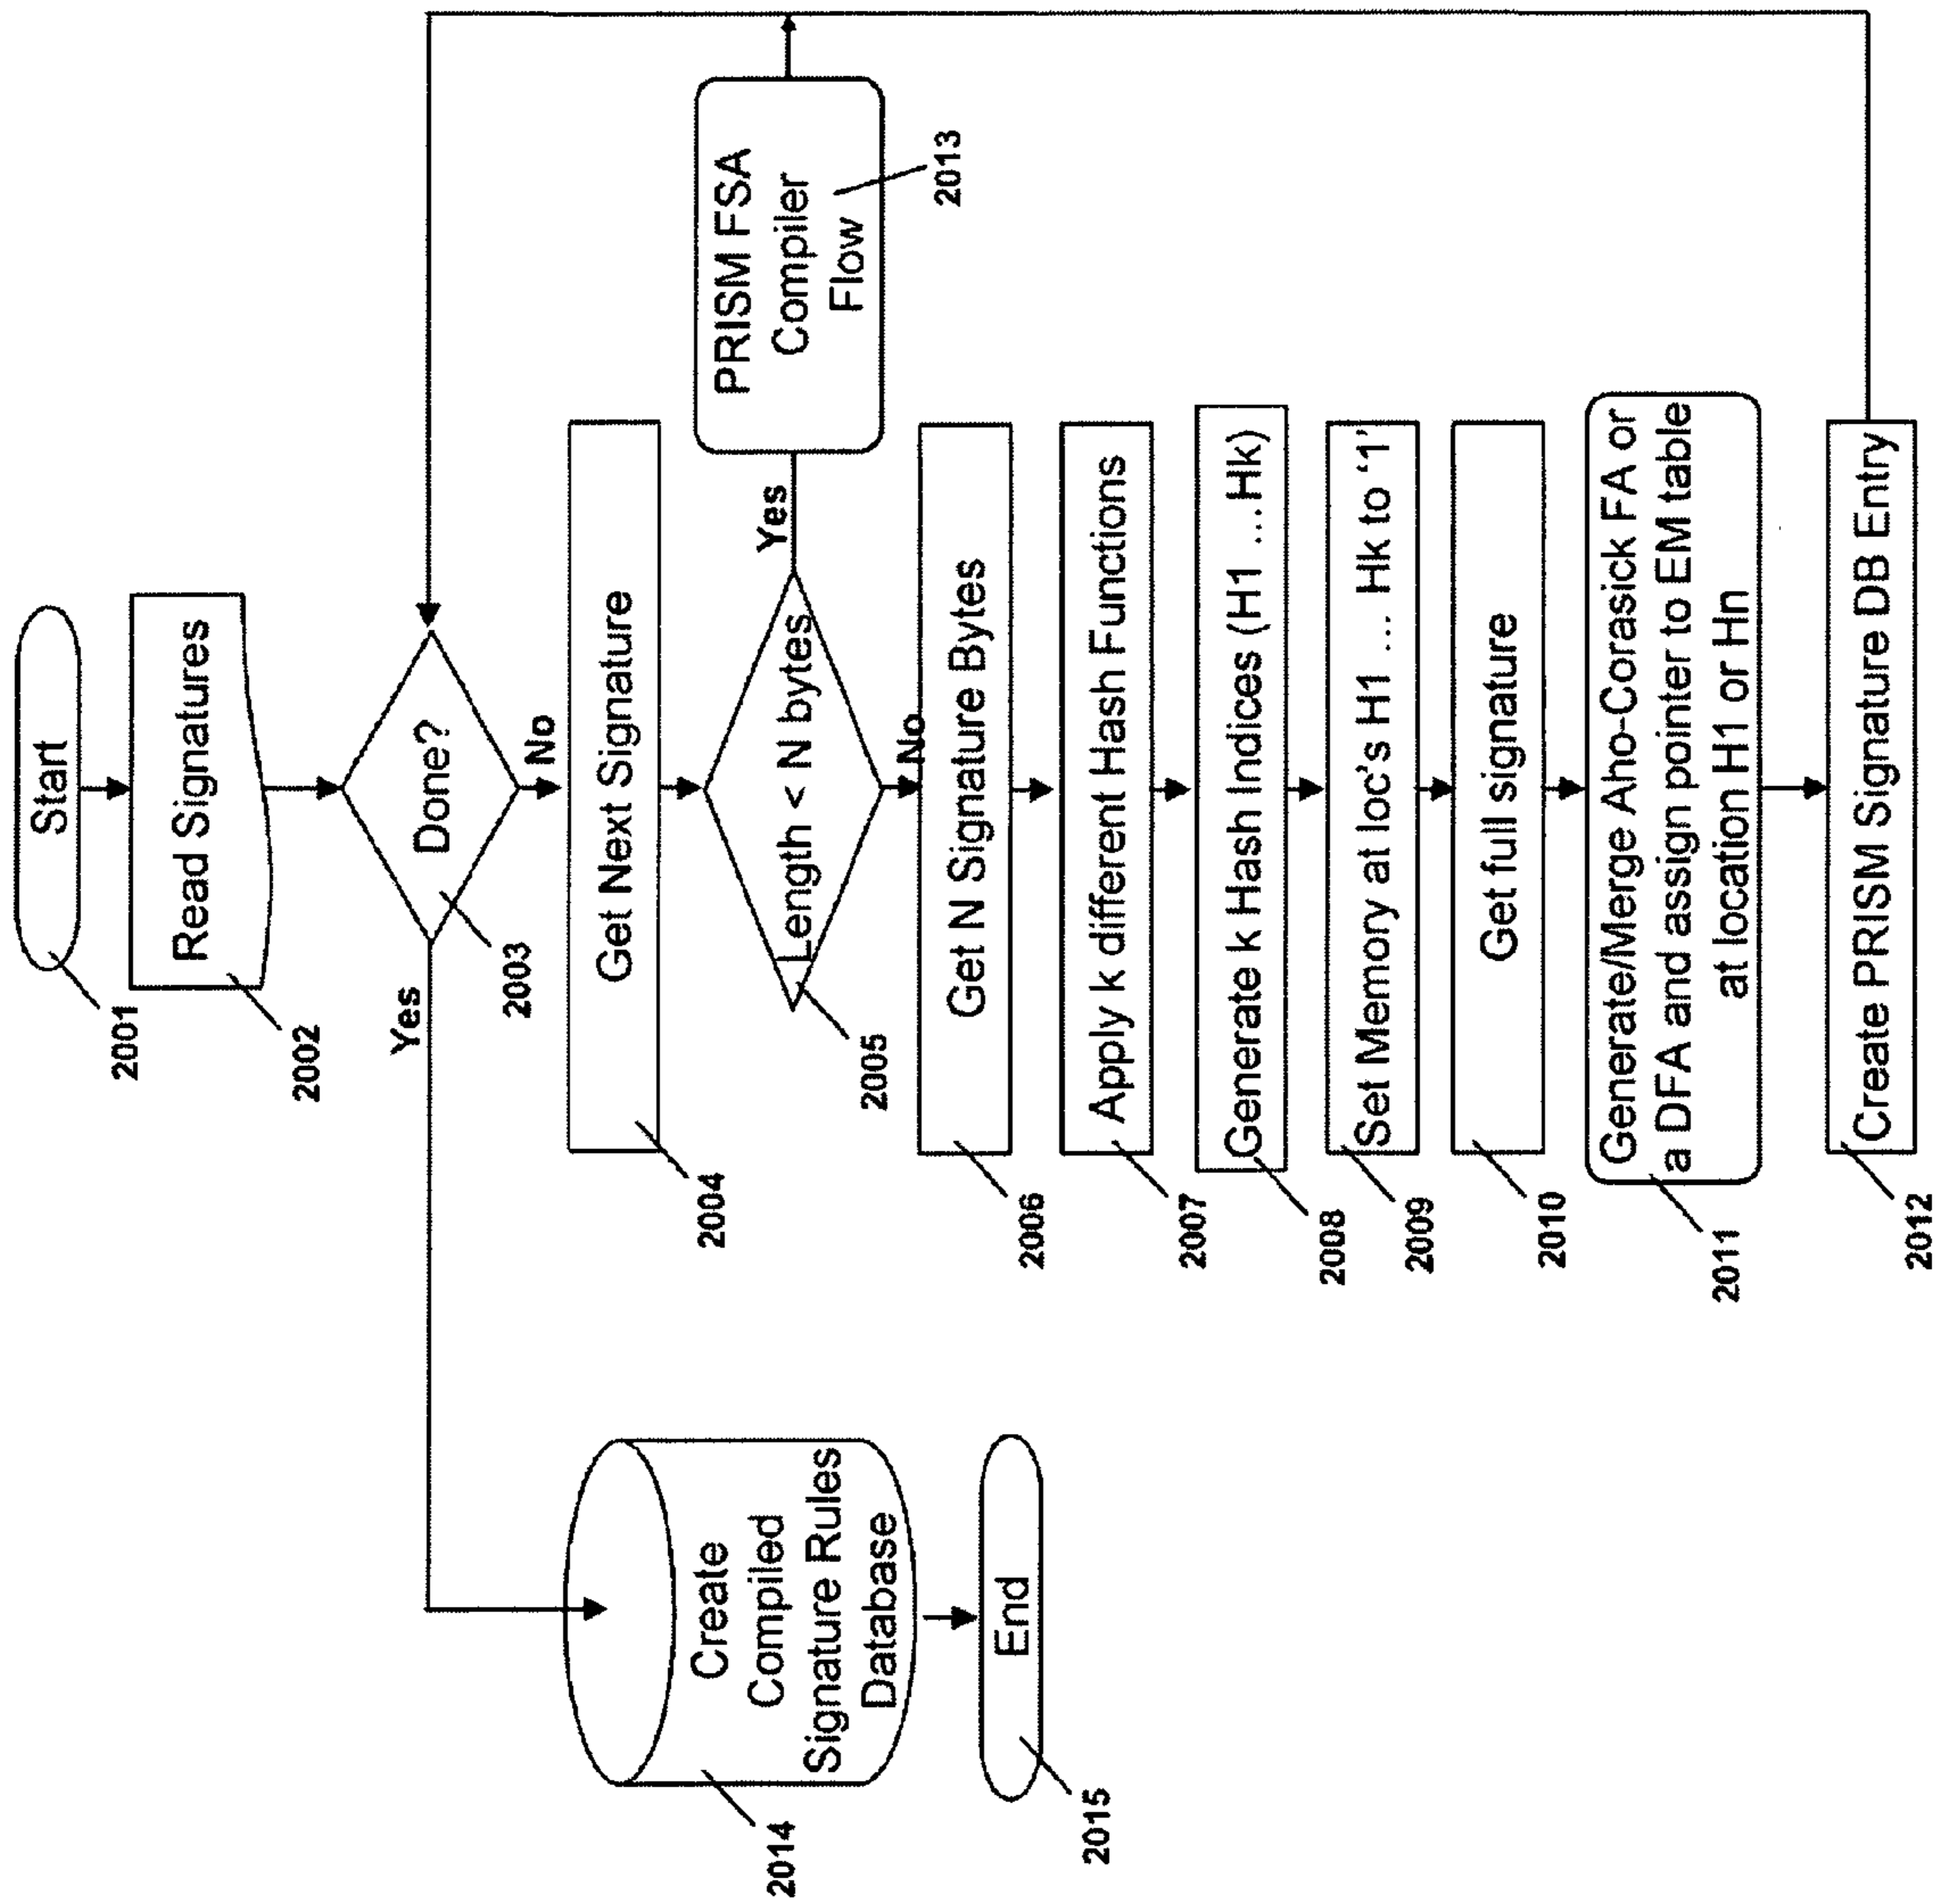 Start
2001
Read Signatures
2002
Done?
2003
Yes
No
Get Next Signature
2004
Length < N bytes
2005
Yes
No
PRISM FSA
Compiler
Flow
2013
Get N Signature Bytes
2006
Apply k different Hash Functions
2007
Generate k Hash Indices (H1 ...Hk)
2008
Set Memory at loc's H1 ... Hk to ‘1’
2009
Get full signature
2010
Generate/Merge Aho-Corasick FA or
a DFA and assign pointer to EM table
at location H1 or Hn
2011
Create PRISM Signature DB Entry
2012
Create
Compiled
Signature Rules
Database
2014
End
2015